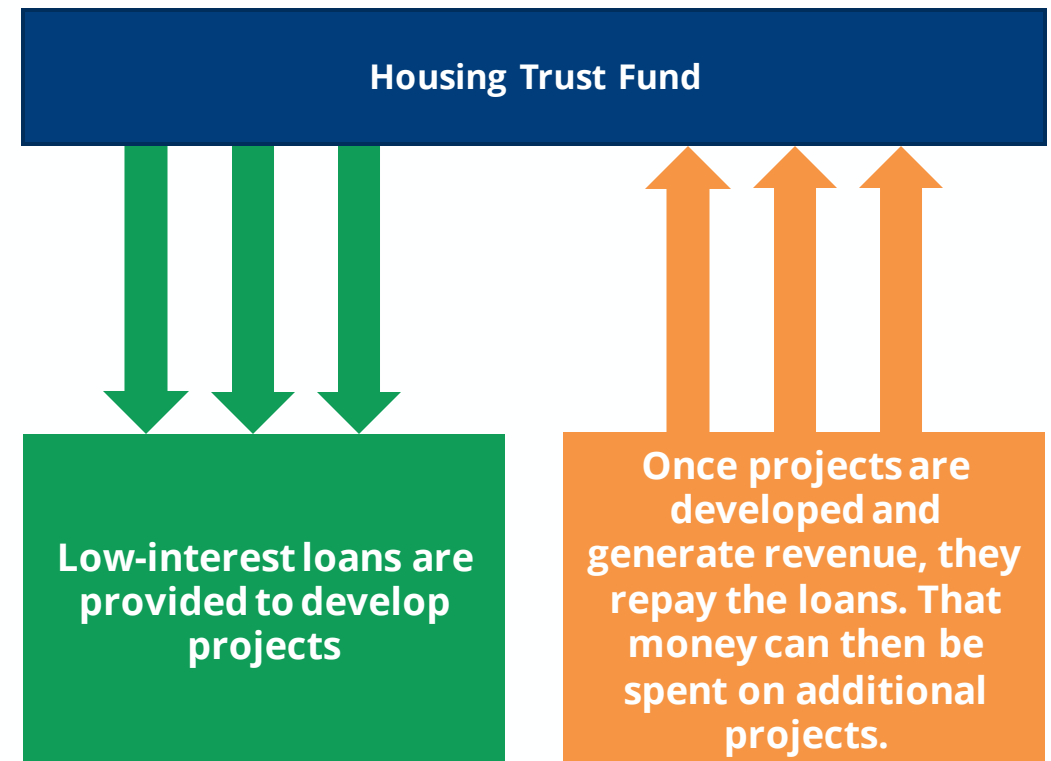 Housing Trust Fund
Low-interest loans are
provided to develop
projects
Once projects are
developed and
generate revenue, they
repay the loans. That
money can then be
spent on additional
projects.